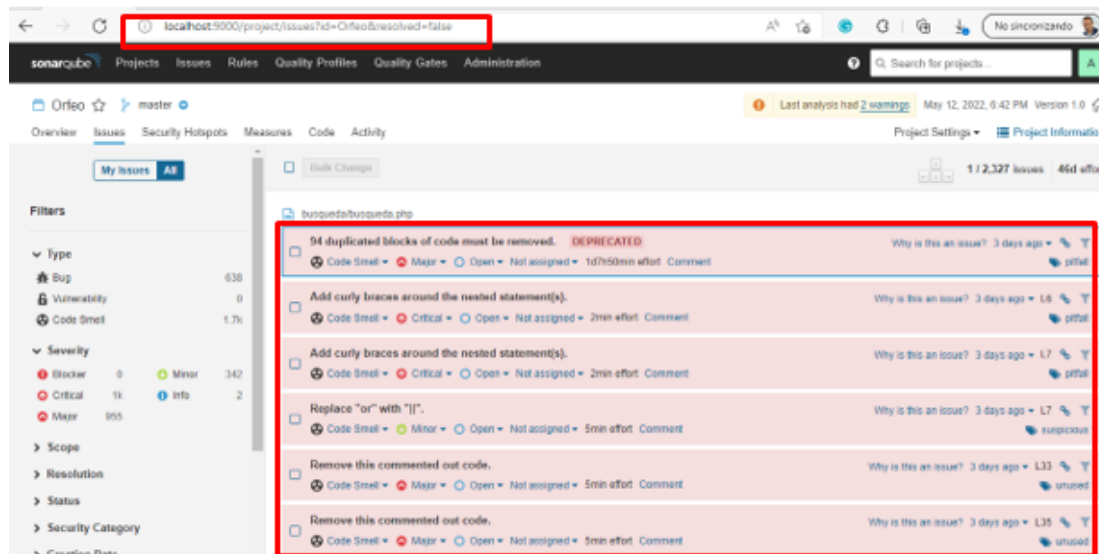 localhost:9000/project/issues?id=Orfeo&resolved=false
No sincronizando
sonarqube Projects Issues Rules Quality Profiles Quality Gates Administration
Search for projects...
A
Orfeo master
Last analysis had 2 warnings May 12, 2022, 6:42 PM Version 1.0
Overview Issues Security Hotspots Measures Code Activity
Project Settings Project Informatio
My Issues All
Bulk Change
1 / 2,327 issues 46d effor
Filters
busqueda/busqueda.php
Type
Bug 638
Vulnerability 0
Code Smell 1.7k
Severity
Blocker 0 Minor 342
Critical 1k Info 2
Major 955
Scope
Resolution
Status
Security Category
Creation Date
94 duplicated blocks of code must be removed. DEPRECATED Why is this an issue? 3 days ago
Code Smell Major Open Not assigned 1d7h50min effort Comment pitfall
Add curly braces around the nested statement(s). Why is this an issue? 3 days ago L6
Code Smell Critical Open Not assigned 2min effort Comment pitfall
Add curly braces around the nested statement(s). Why is this an issue? 3 days ago L7
Code Smell Critical Open Not assigned 2min effort Comment pitfall
Replace "or" with "||". Why is this an issue? 3 days ago L7
Code Smell Minor Open Not assigned 5min effort Comment suspicious
Remove this commented out code. Why is this an issue? 3 days ago L33
Code Smell Major Open Not assigned 5min effort Comment unused
Remove this commented out code. Why is this an issue? 3 days ago L35
Code Smell Major Open Not assigned 5min effort Comment unused